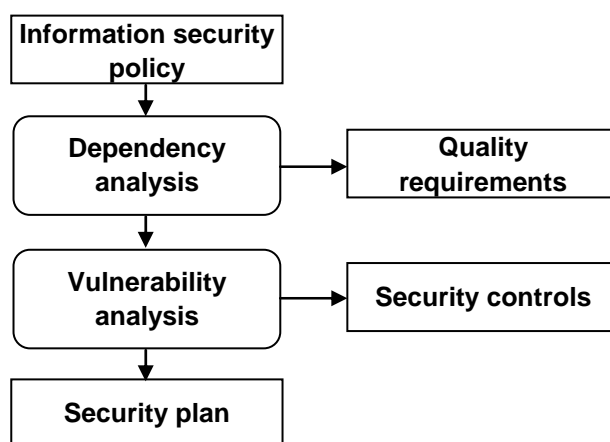 Information security
policy
Dependency
analysis
Quality
requirements
Vulnerability
analysis
Security controls
Security plan